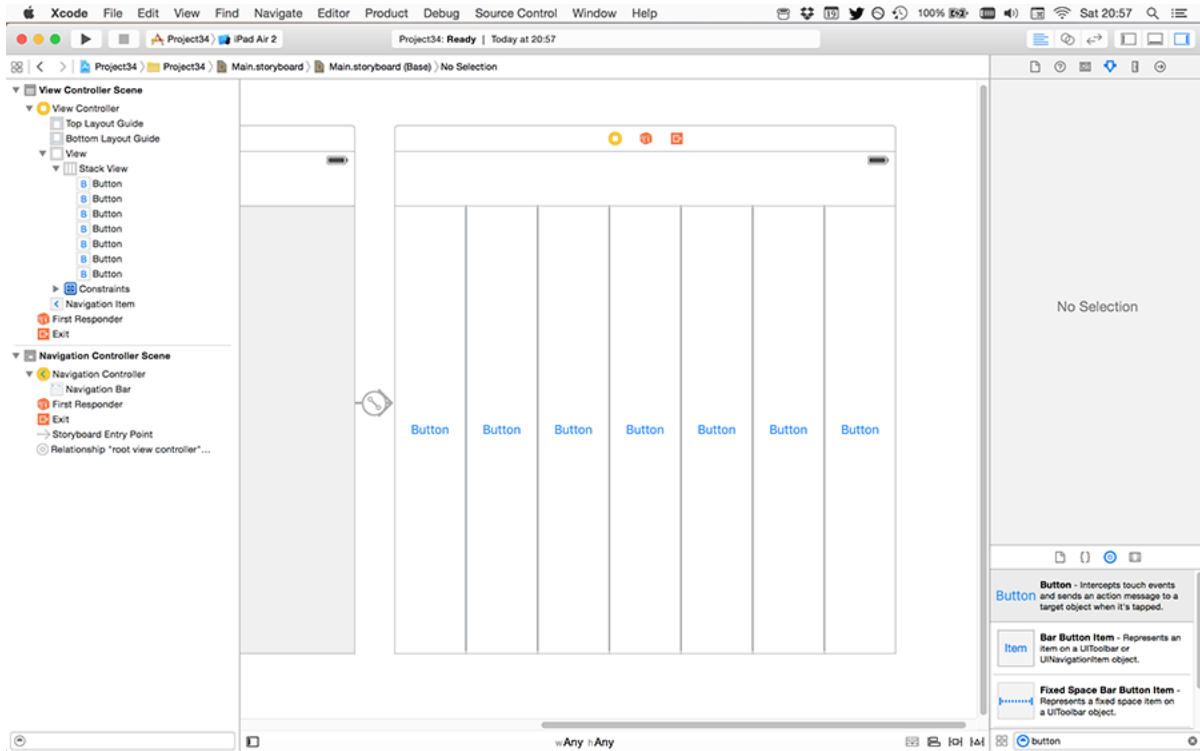 Xcode File Edit View Find Navigate Editor Product Debug Source Control Window Help 19 100% Sat 20:57
Project34 iPad Air 2 Project34: Ready | Today at 20:57
Project34 Project34 Main.storyboard Main.storyboard (Base) No Selection
View Controller Scene
View Controller
Top Layout Guide
Bottom Layout Guide
View
Stack View
B Button
B Button
B Button
B Button
B Button
B Button
B Button
Constraints
Navigation Item
First Responder
Exit
Navigation Controller Scene
Navigation Controller
Navigation Bar
First Responder
Exit
Storyboard Entry Point
Relationship "root view controller"...
Button Button Button Button Button Button Button
wAny hAny
No Selection
Button
Button - Intercepts touch events
and sends an action message to a
target object when it's tapped.
Item
Bar Button Item - Represents an
item on a UIToolbar or
UINavigationItem object.
Fixed Space Bar Button Item -
Represents a fixed space item on
a UIToolbar object.
button